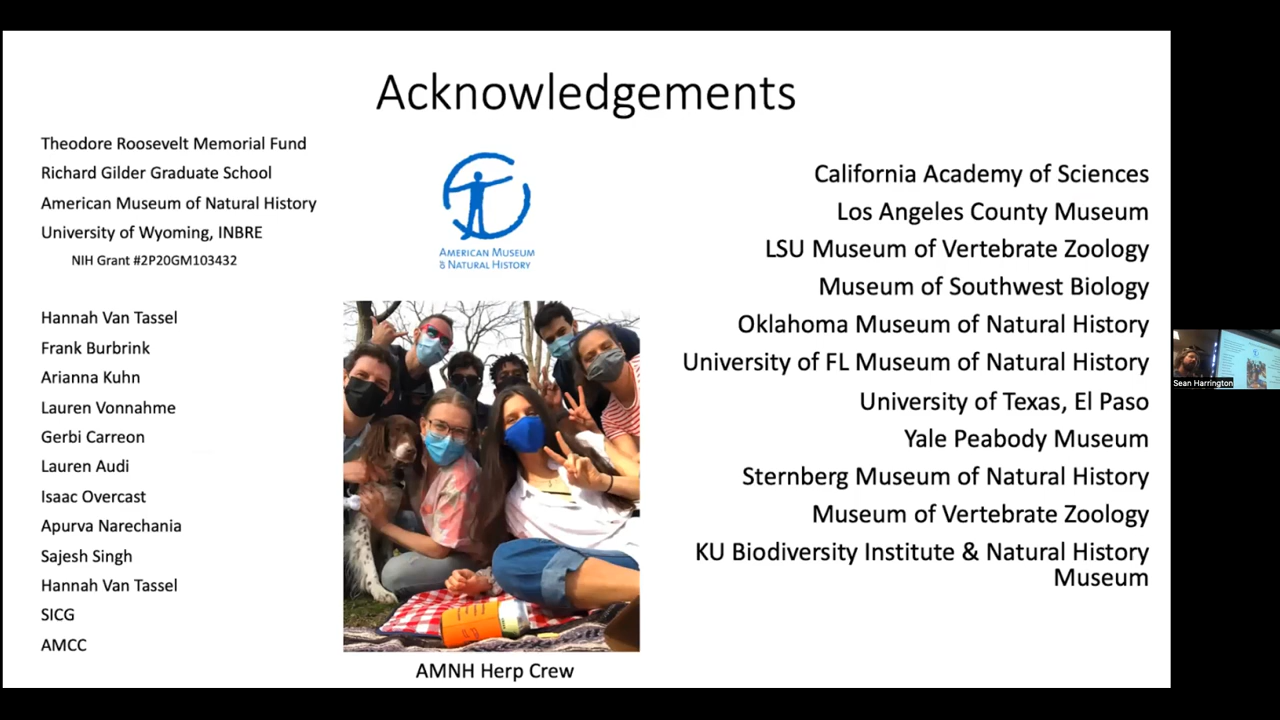 Acknowledgements
Theodore Roosevelt Memorial Fund
Richard Gilder Graduate School
American Museum of Natural History
University of Wyoming, INBRE
NIH Grant #2P20GM103432
Hannah Van Tassel
Frank Burbrink
Arianna Kuhn
Lauren Vonnahme
Gerbi Carreon
Lauren Audi
Isaac Overcast
Apurva Narechania
Sajesh Singh
Hannah Van Tassel
SICG
AMCC
AMERICAN MUSEUM
& NATURAL HISTORY
AMNH Herp Crew
California Academy of Sciences
Los Angeles County Museum
LSU Museum of Vertebrate Zoology
Museum of Southwest Biology
Oklahoma Museum of Natural History
University of FL Museum of Natural History
University of Texas, El Paso
Yale Peabody Museum
Sternberg Museum of Natural History
Museum of Vertebrate Zoology
KU Biodiversity Institute & Natural History
Museum
Sean Harrington